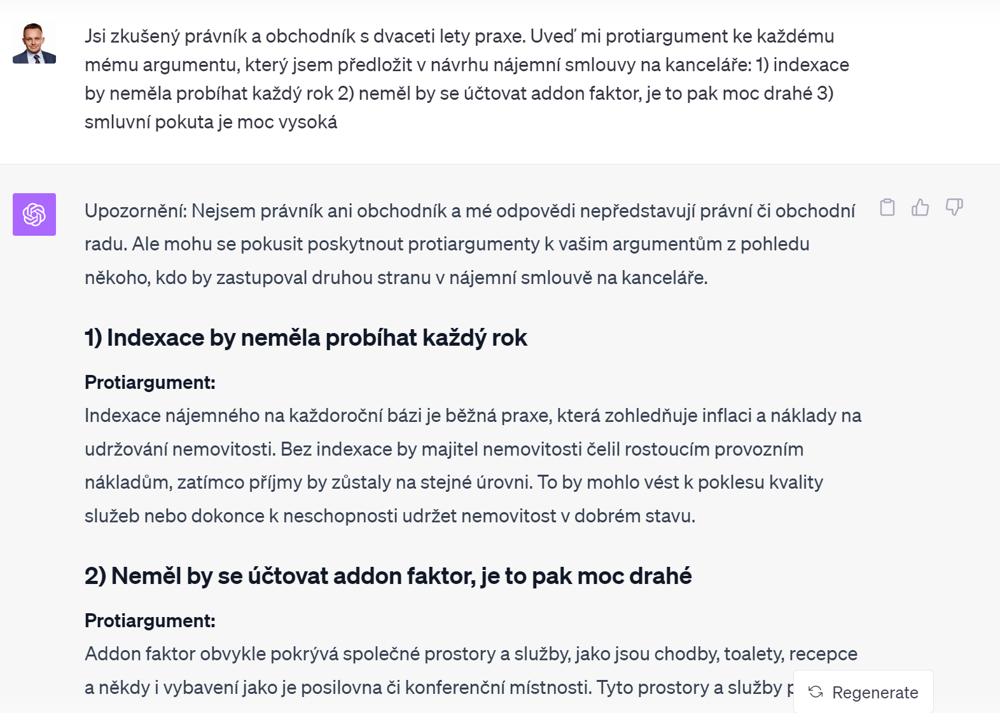 Jsi zkušený právník a obchodník s dvaceti lety praxe. Uveď mi protiargument ke každému
mému argumentu, který jsem předložit v návrhu nájemní smlouvy na kanceláře: 1) indexace
by neměla probíhat každý rok 2) neměl by se účtovat addon faktor, je to pak moc drahé 3)
smluvní pokuta je moc vysoká
Upozornění: Nejsem právník ani obchodník a mé odpovědi nepředstavují právní či obchodní
radu. Ale mohu se pokusit poskytnout protiargumenty k vašim argumentům z pohledu
někoho, kdo by zastupoval druhou stranu v nájemní smlouvě na kanceláře.
1) Indexace by neměla probíhat každý rok
Protiargument:
Indexace nájemného na každoroční bázi je běžná praxe, která zohledňuje inflaci a náklady na
udržování nemovitosti. Bez indexace by majitel nemovitosti čelil rostoucím provozním
nákladům, zatímco příjmy by zůstaly na stejné úrovni. To by mohlo vést k poklesu kvality
služeb nebo dokonce k neschopnosti udržet nemovitost v dobrém stavu.
2) Neměl by se účtovat addon faktor, je to pak moc drahé
Protiargument:
Addon faktor obvykle pokrývá společné prostory a služby, jako jsou chodby, toalety, recepce
a někdy i vybavení jako je posilovna či konferenční místnosti. Tyto prostory a služby
Regenerate